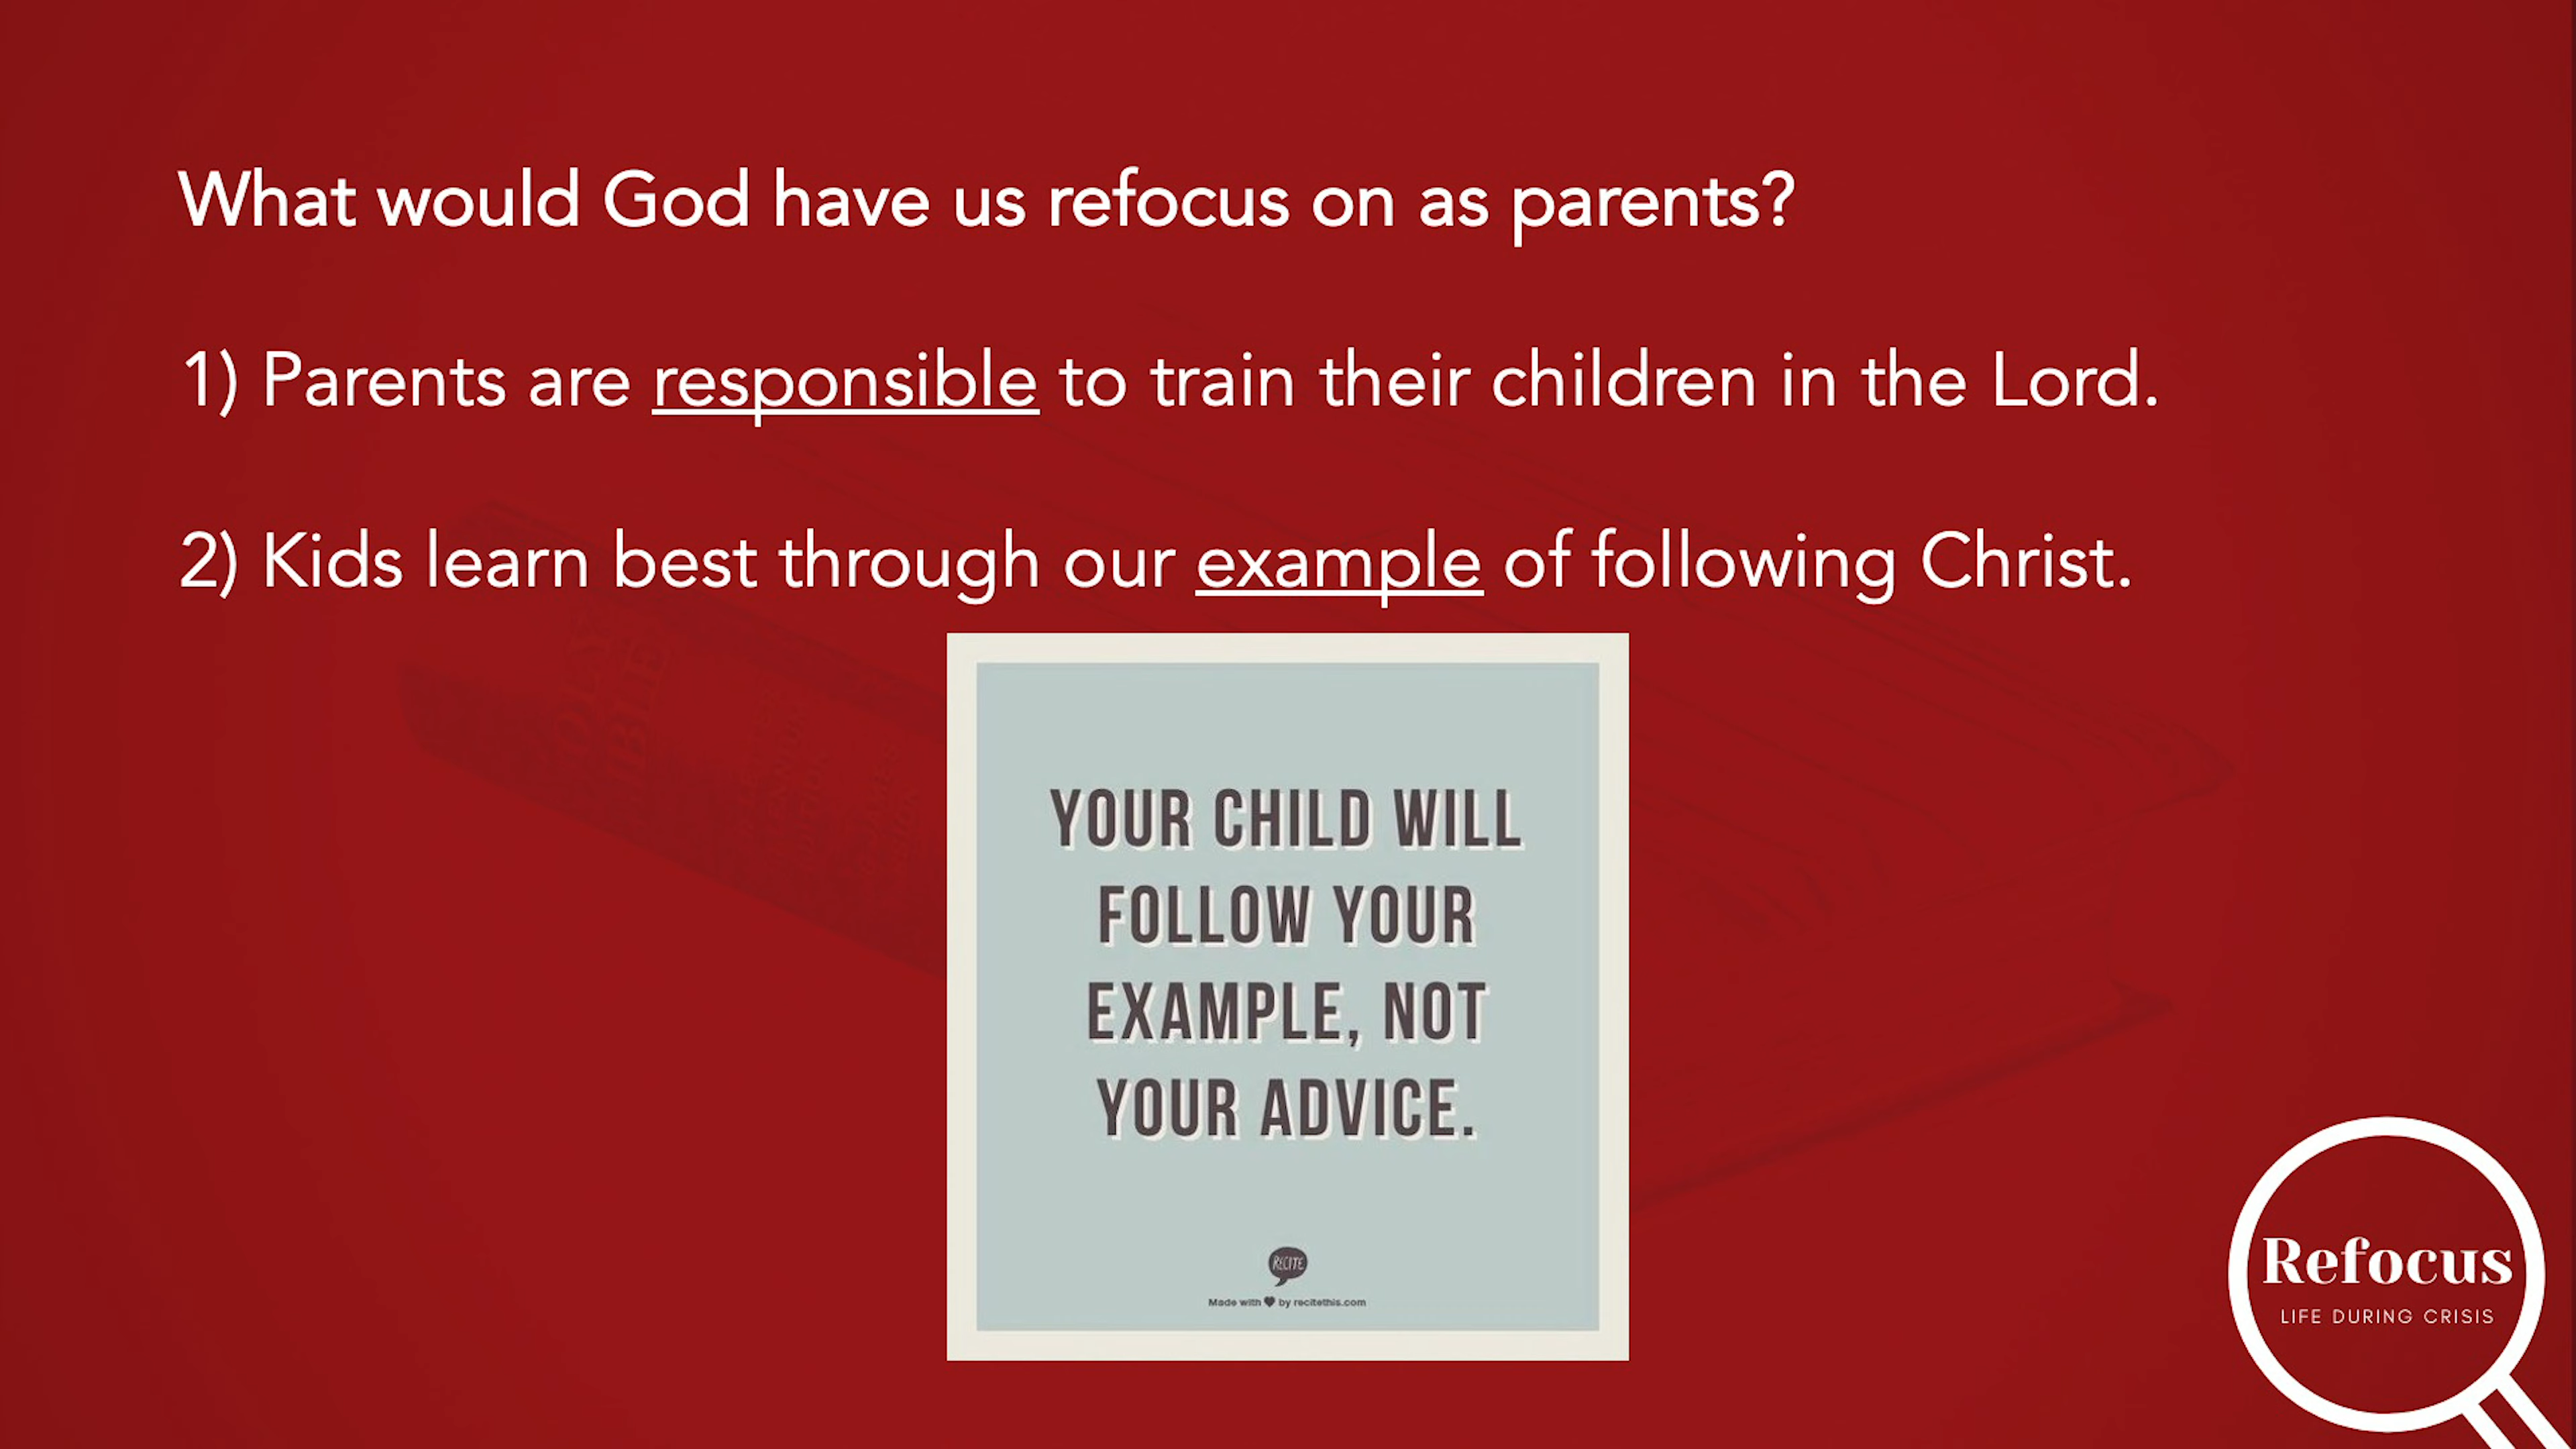 What would God have us refocus on as parents?
1) Parents are responsible to train their children in the Lord.
2) Kids learn best through our example of following Christ.
YOUR CHILD WILL
FOLLOW YOUR
EXAMPLE, NOT
YOUR ADVICE.
RECITE
Made with ♥ by recitethis.com
Refocus
LIFE DURING CRISIS
HOLY
BIBLE